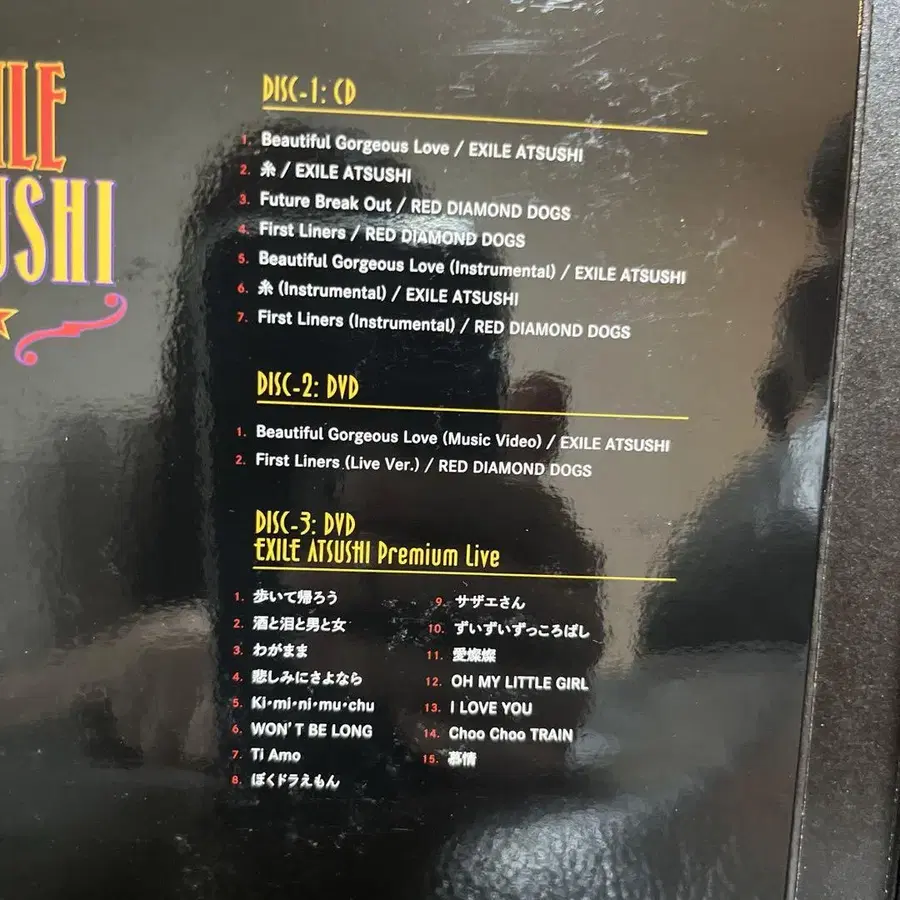 ILE
USHI
DISC-1: CD
1. Beautiful Gorgeous Love / EXILE ATSUSHI
2. 糸 / EXILE ATSUSHI
3. Future Break Out / RED DIAMOND DOGS
4. First Liners / RED DIAMOND DOGS
5. Beautiful Gorgeous Love (Instrumental) / EXILE ATSUSHI
6. 糸 (Instrumental) / EXILE ATSUSHI
7. First Liners (Instrumental) / RED DIAMOND DOGS
DISC-2: DVD
1. Beautiful Gorgeous Love (Music Video) / EXILE ATSUSHI
2. First Liners (Live Ver.) / RED DIAMOND DOGS
DISC-3: DVD
EXILE ATSUSHI Premium Live
1. 歩いて帰ろう
2. 酒と泪と男と女
3. わがまま
4. 悲しみにさよなら
5. Ki・mi・ni・mu・chu
6. WON'T BE LONG
7. Ti Amo
8. ぼくドラえもん
9. サザエさん
10. ずいずいずっころばし
11. 愛燦燦
12. OH MY LITTLE GIRL
13. I LOVE YOU
14. Choo Choo TRAIN
15. 慕情